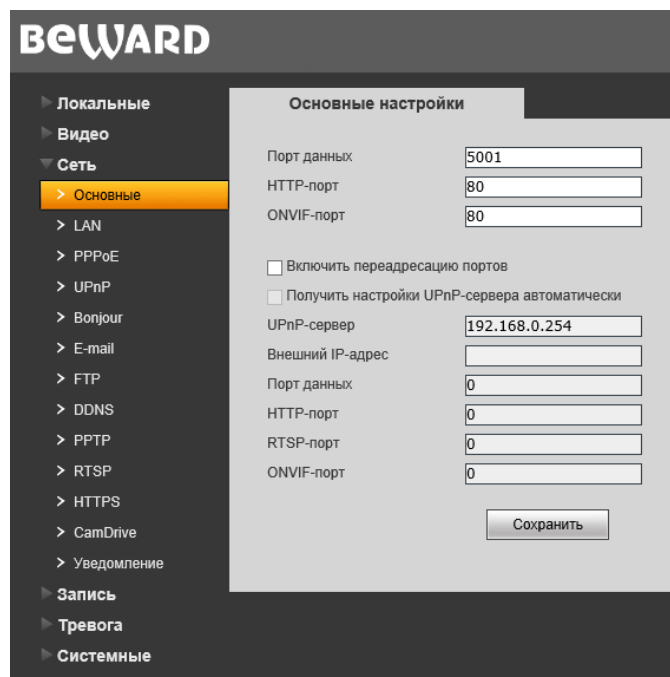 BEWARD
Локальные
Видео
Сеть
Основные
LAN
PPPoE
UPnP
Bonjour
E-mail
FTP
DDNS
PPTP
RTSP
HTTPS
CamDrive
Уведомление
Запись
Тревога
Системные
Основные настройки
Порт данных 5001
HTTP-порт 80
ONVIF-порт 80
Включить переадресацию портов
Получить настройки UPnP-сервера автоматически
UPnP-сервер 192.168.0.254
Внешний IP-адрес
Порт данных 0
HTTP-порт 0
RTSP-порт 0
ONVIF-порт 0
Сохранить